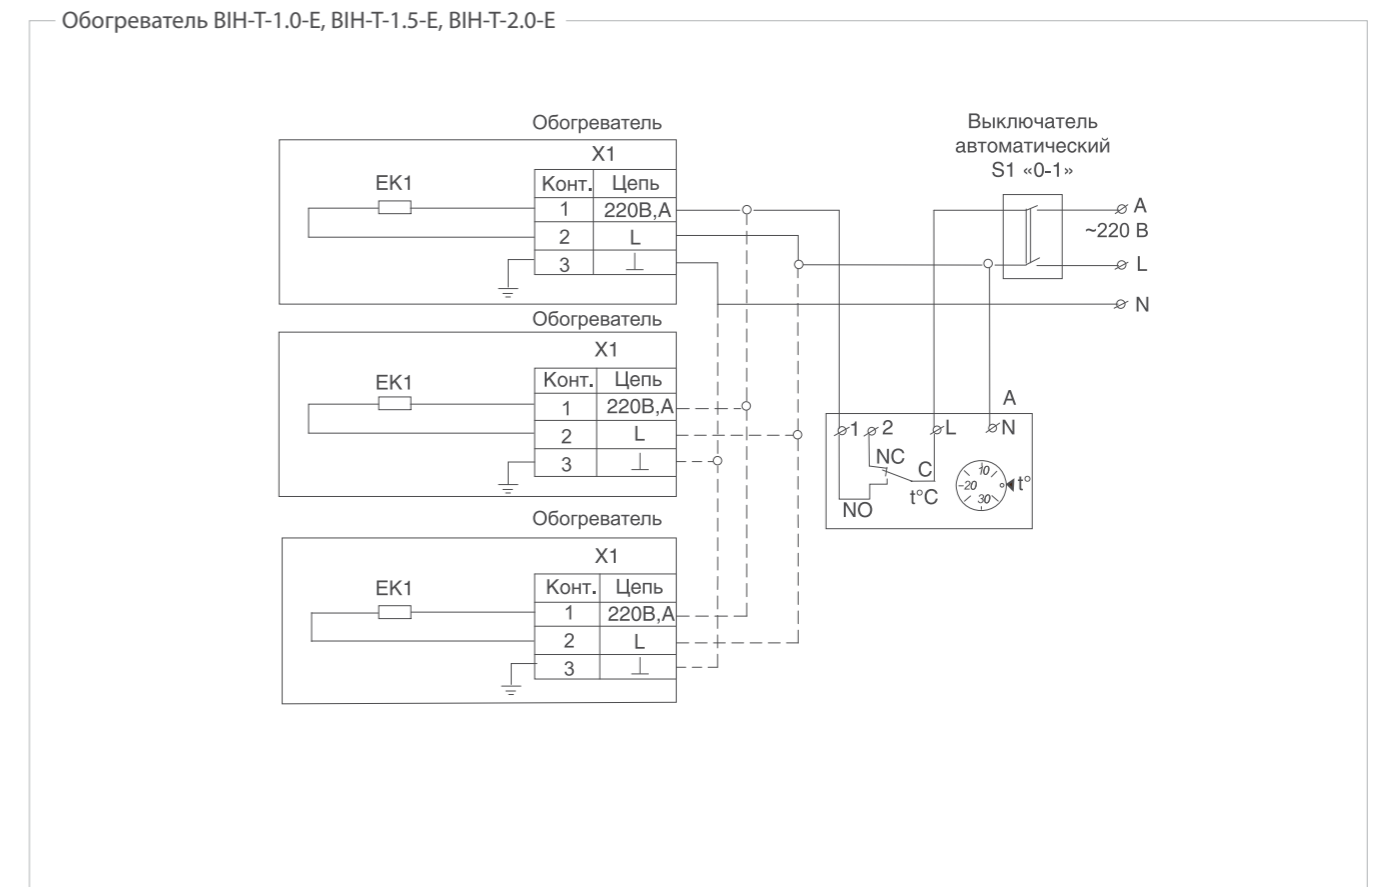 Обогреватель BIH-T-1.0-E, BIH-T-1.5-E, BIH-T-2.0-E
Обогреватель
X1
EK1
Конт. Цепь
1 220В,А
2 L
3 ⊥
Выключатель
автоматический
S1 «0-1»
A
~220 В
L
N
Обогреватель
X1
EK1
Конт. Цепь
1 220В,А
2 L
3 ⊥
A
1 2 L N
NC
C
t°C
NO
10
20
30
t°
Обогреватель
X1
EK1
Конт. Цепь
1 220В,А
2 L
3 ⊥